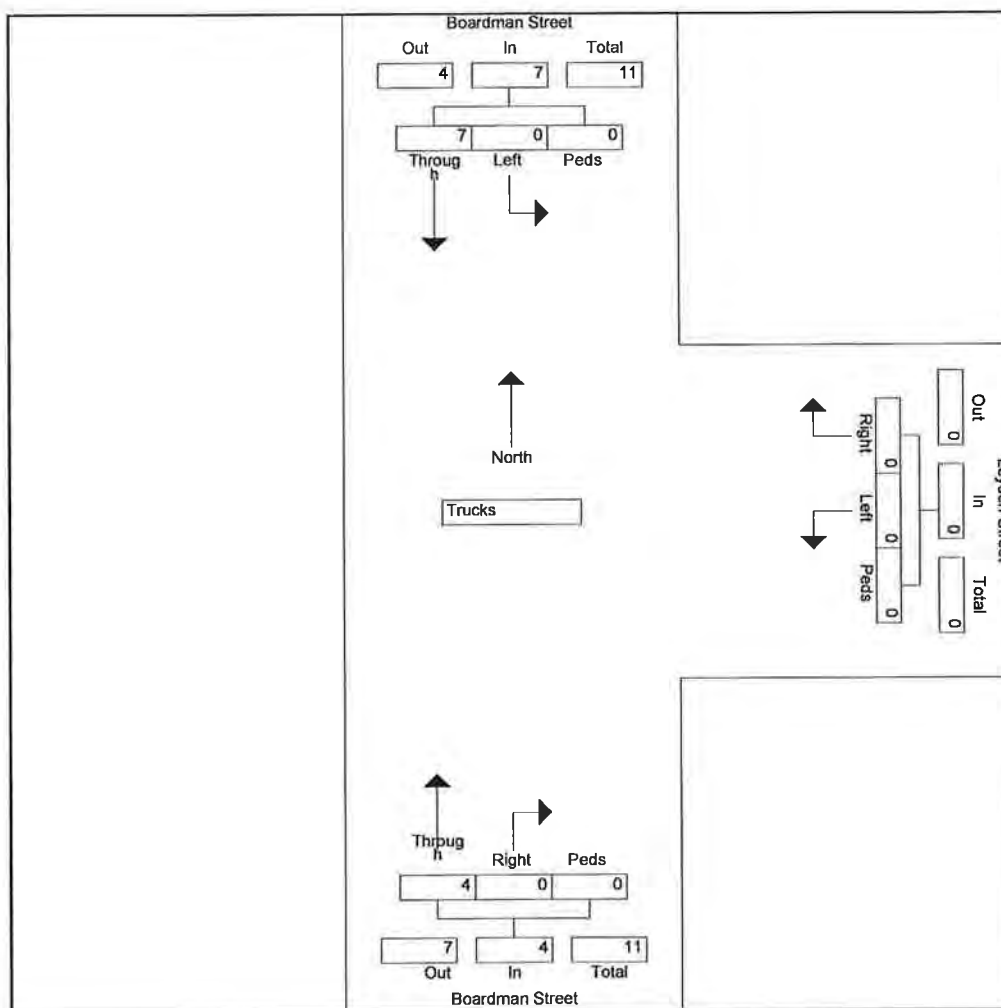 Boardman Street
Out In Total
4 7 11
7 0 0
Throug
h
Left Peds
North
Trucks
Out In Total
0 0 0
Right Left Peds
0 0 0
Street
Throug
h
Right Peds
4 0 0
7 4 11
Out In Total
Boardman Street